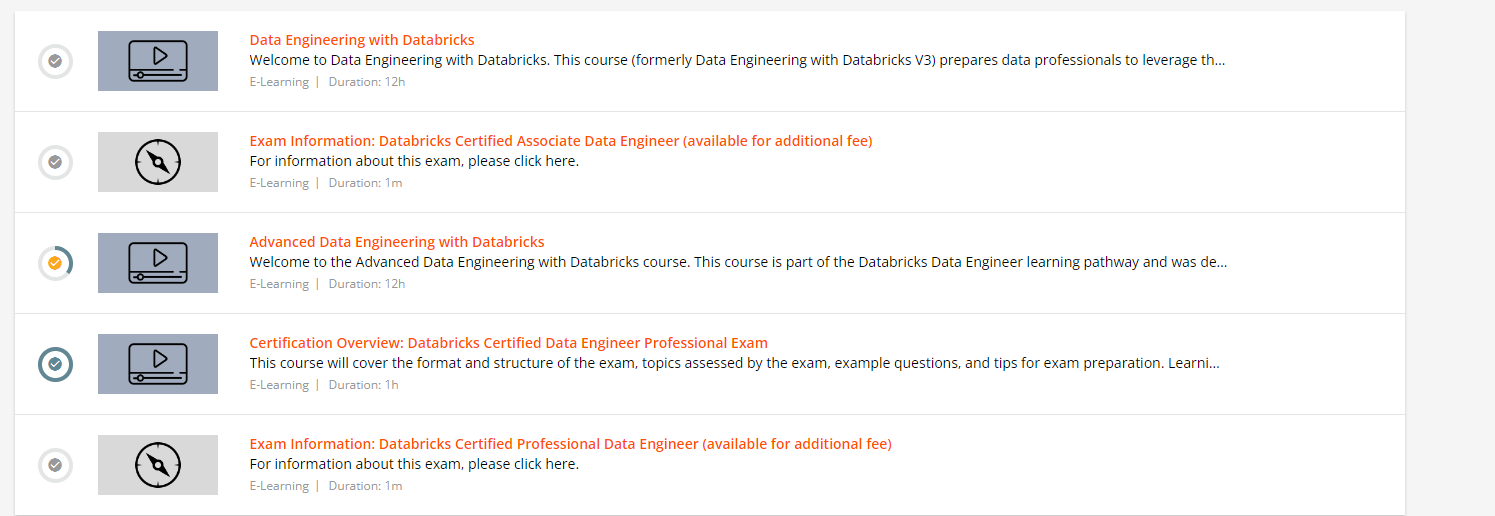 Data Engineering with Databricks
Welcome to Data Engineering with Databricks. This course (formerly Data Engineering with Databricks V3) prepares data professionals to leverage th...
E-Learning | Duration: 12h
Exam Information: Databricks Certified Associate Data Engineer (available for additional fee)
For information about this exam, please click here.
E-Learning | Duration: 1m
Advanced Data Engineering with Databricks
Welcome to the Advanced Data Engineering with Databricks course. This course is part of the Databricks Data Engineer learning pathway and was de...
E-Learning | Duration: 12h
Certification Overview: Databricks Certified Data Engineer Professional Exam
This course will cover the format and structure of the exam, topics assessed by the exam, example questions, and tips for exam preparation. Learni...
E-Learning | Duration: 1h
Exam Information: Databricks Certified Professional Data Engineer (available for additional fee)
For information about this exam, please click here.
E-Learning | Duration: 1m